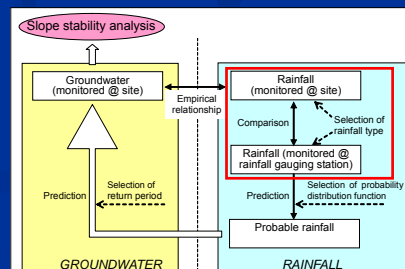 Slope stability analysis
Groundwater
(monitored @ site)
Empirical
relationship
Rainfall
(monitored @ site)
Comparison
Selection of
rainfall type
Rainfall (monitored @
rainfall gauging station)
Prediction
Selection of
return period
Prediction
Selection of probability
distribution function
Probable rainfall
GROUNDWATER
RAINFALL